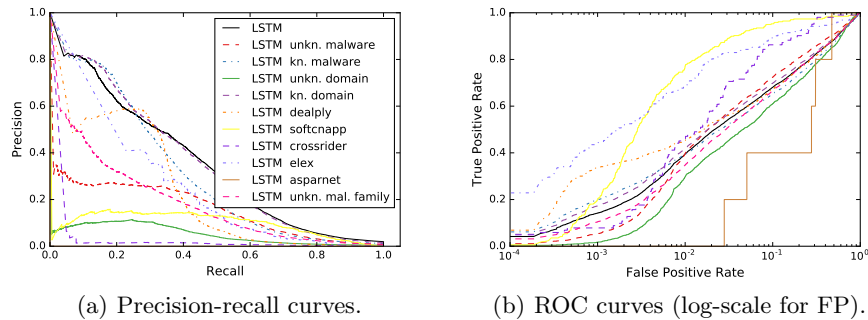 1.0
0.8
0.6
0.4
0.2
0.0
Precision
0.0 0.2 0.4 0.6 0.8 1.0
Recall
LSTM
LSTM unkn. malware
LSTM kn. malware
LSTM unkn. domain
LSTM kn. domain
LSTM dealply
LSTM softcnapp
LSTM crossrider
LSTM elex
LSTM asparnet
LSTM unkn. mal. family
(a) Precision-recall curves.
1.0
0.8
0.6
0.4
0.2
0.0
True Positive Rate
10⁻⁴ 10⁻³ 10⁻² 10⁻¹ 10⁰
False Positive Rate
(b) ROC curves (log-scale for FP).